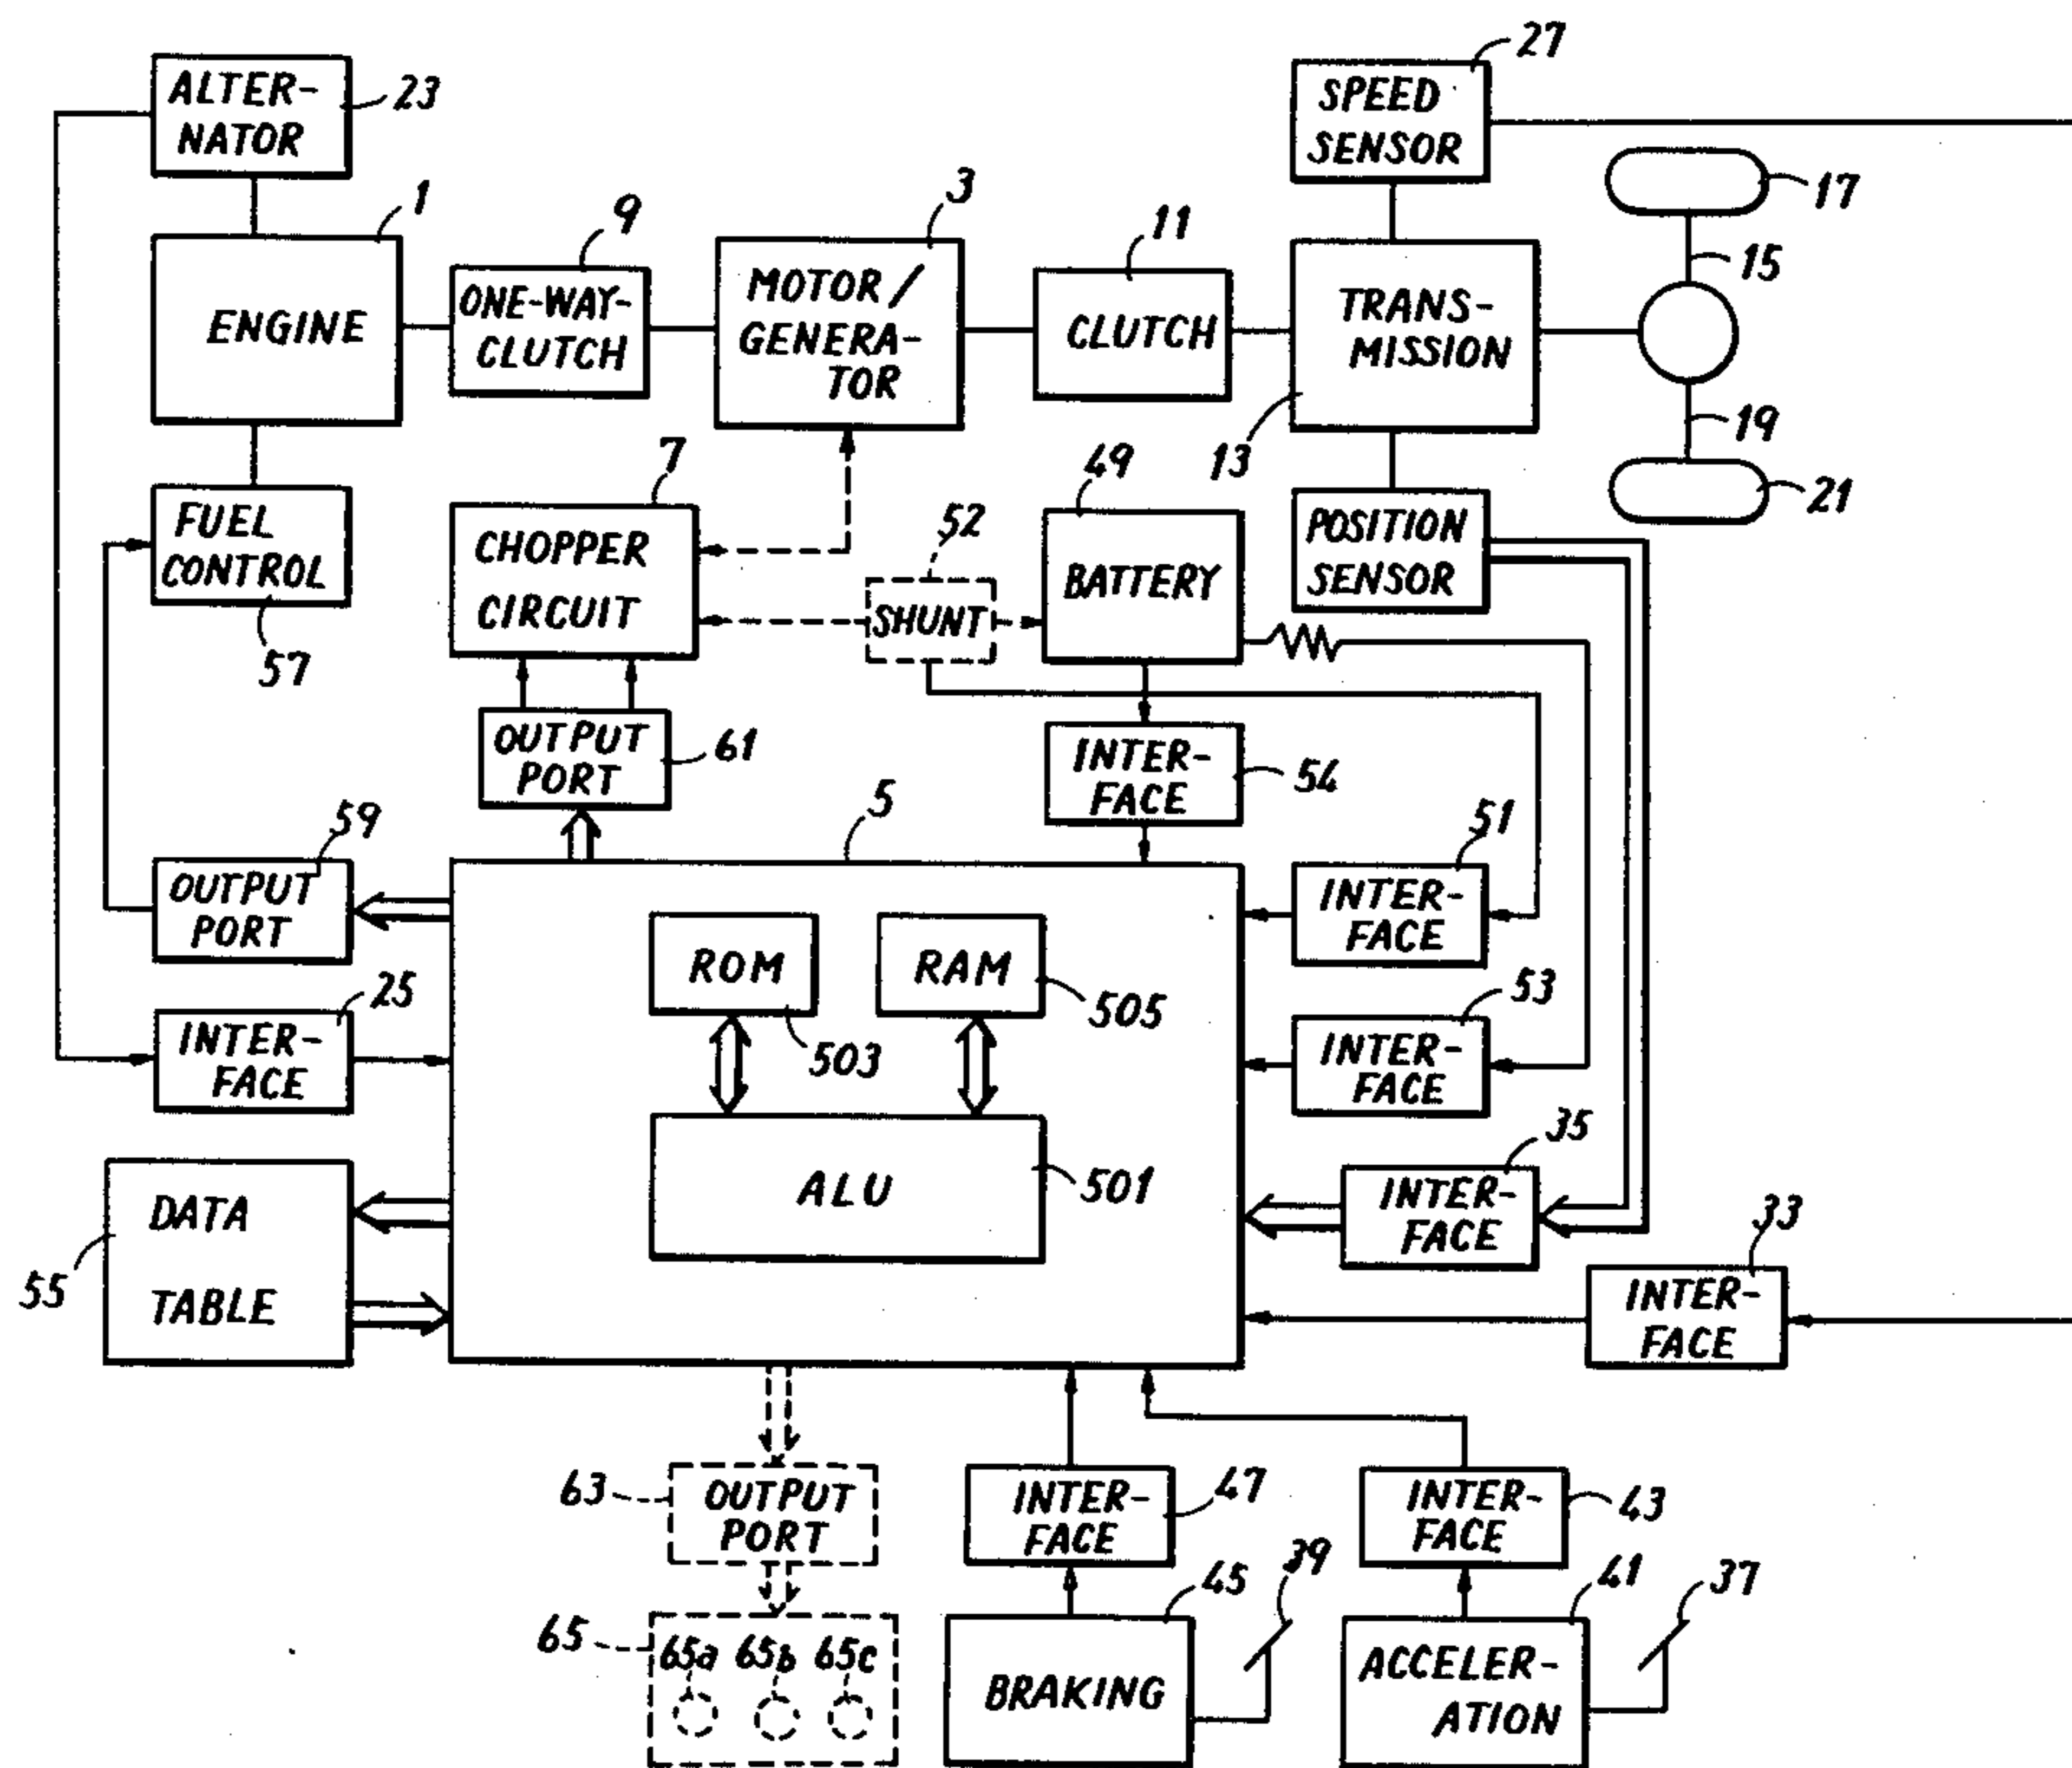 27
ALTER-
NATOR
23
SPEED
SENSOR
17
1
9
3
11
15
ENGINE
ONE-WAY-
CLUTCH
MOTOR/
GENERA-
TOR
CLUTCH
TRANS-
MISSION
13
19
21
7
49
52
FUEL
CONTROL
57
CHOPPER
CIRCUIT
SHUNT
BATTERY
POSITION
SENSOR
OUTPUT
PORT
61
INTER-
FACE
54
59
5
51
OUTPUT
PORT
ROM
503
RAM
505
INTER-
FACE
25
INTER-
FACE
53
INTER-
FACE
35
DATA
TABLE
55
ALU
501
INTER-
FACE
33
INTER-
FACE
63
OUTPUT
PORT
INTER-
FACE
47
INTER-
FACE
43
39
37
65
65a 65b 65c
45
BRAKING
41
ACCELER-
ATION